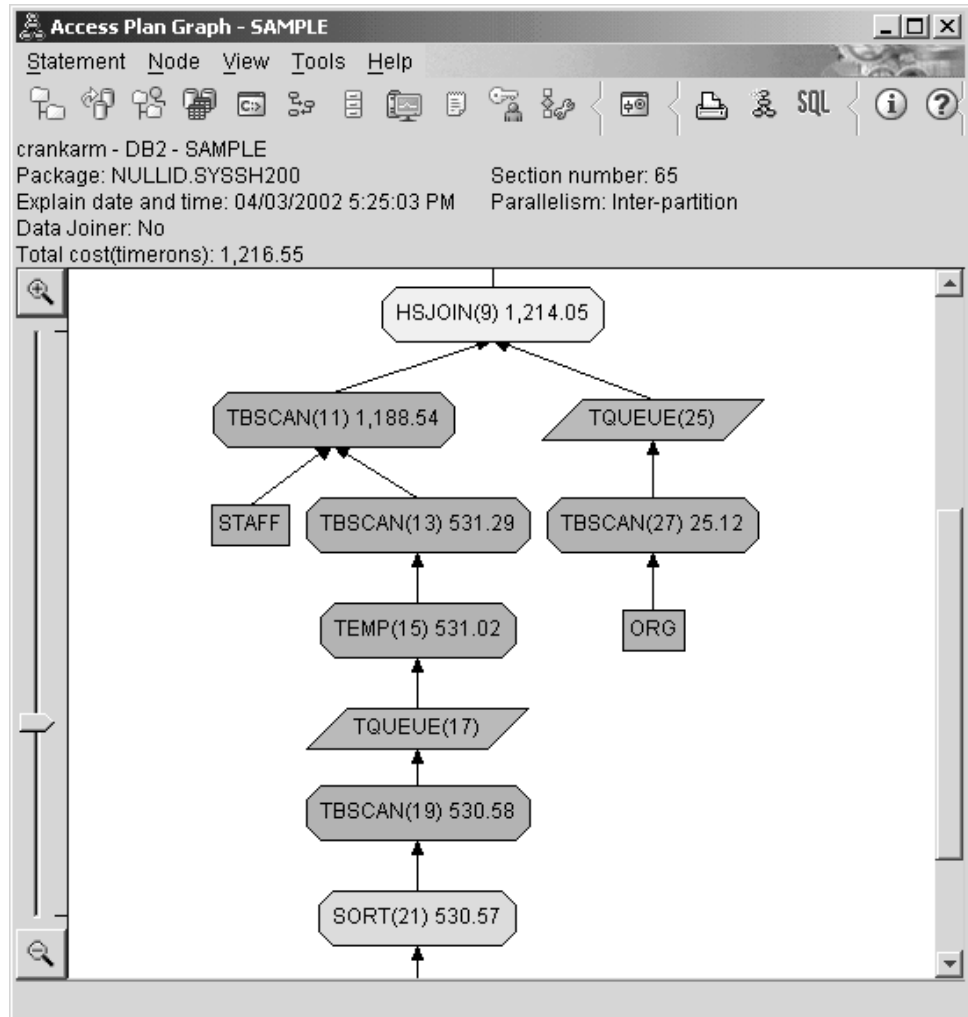 Access Plan Graph - SAMPLE
Statement Node View Tools Help
SQL
crankarm - DB2 - SAMPLE
Package: NULLID.SYSSH200 Section number: 65
Explain date and time: 04/03/2002 5:25:03 PM Parallelism: Inter-partition
Data Joiner: No
Total cost(timerons): 1,216.55
HSJOIN(9) 1,214.05
TBSCAN(11) 1,188.54 TQUEUE(25)
STAFF TBSCAN(13) 531.29 TBSCAN(27) 25.12
TEMP(15) 531.02 ORG
TQUEUE(17)
TBSCAN(19) 530.58
SORT(21) 530.57